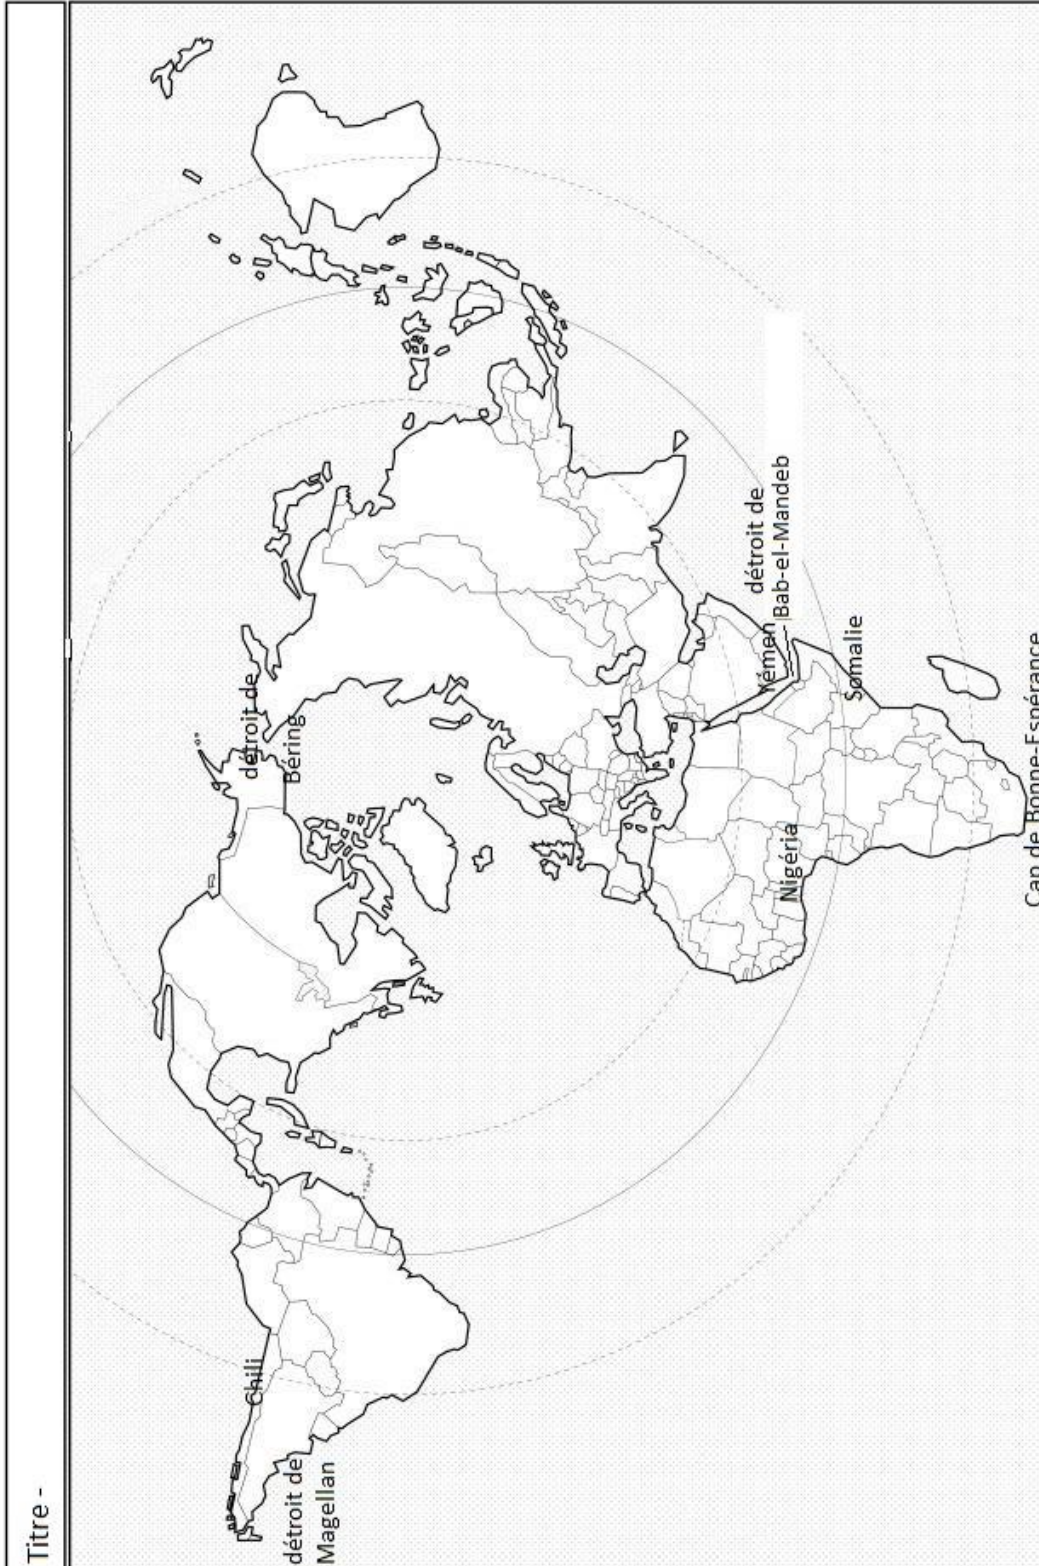 Titre -
détroit de
Béring
Chili
détroit de
Magellan
détroit de
Bab-el-Mandeb
Yémen
Somalie
Nigéria
Cap de Bonne-Espérance